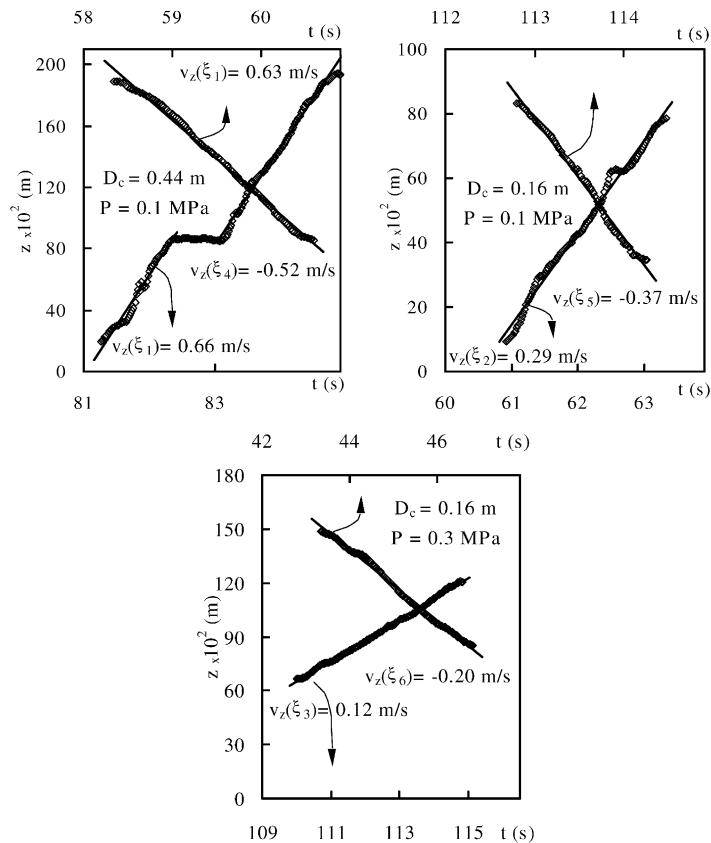 58 59 60
t (s)
112 113 114
t (s)
200
160
120
80
40
0
z x10² (m)
v_z(ξ₁)= 0.63 m/s
D_c = 0.44 m
P = 0.1 MPa
v_z(ξ₄)= -0.52 m/s
v_z(ξ₁)= 0.66 m/s
t (s)
81 83
100
80
60
40
20
0
z x10² (m)
D_c = 0.16 m
P = 0.1 MPa
v_z(ξ₅)= -0.37 m/s
v_z(ξ₂)= 0.29 m/s
t (s)
60 61 62 63
42 44 46 t (s)
180
150
120
90
60
30
0
z x10² (m)
D_c = 0.16 m
P = 0.3 MPa
v_z(ξ₆)= -0.20 m/s
v_z(ξ₃)= 0.12 m/s
109 111 113 115 t (s)